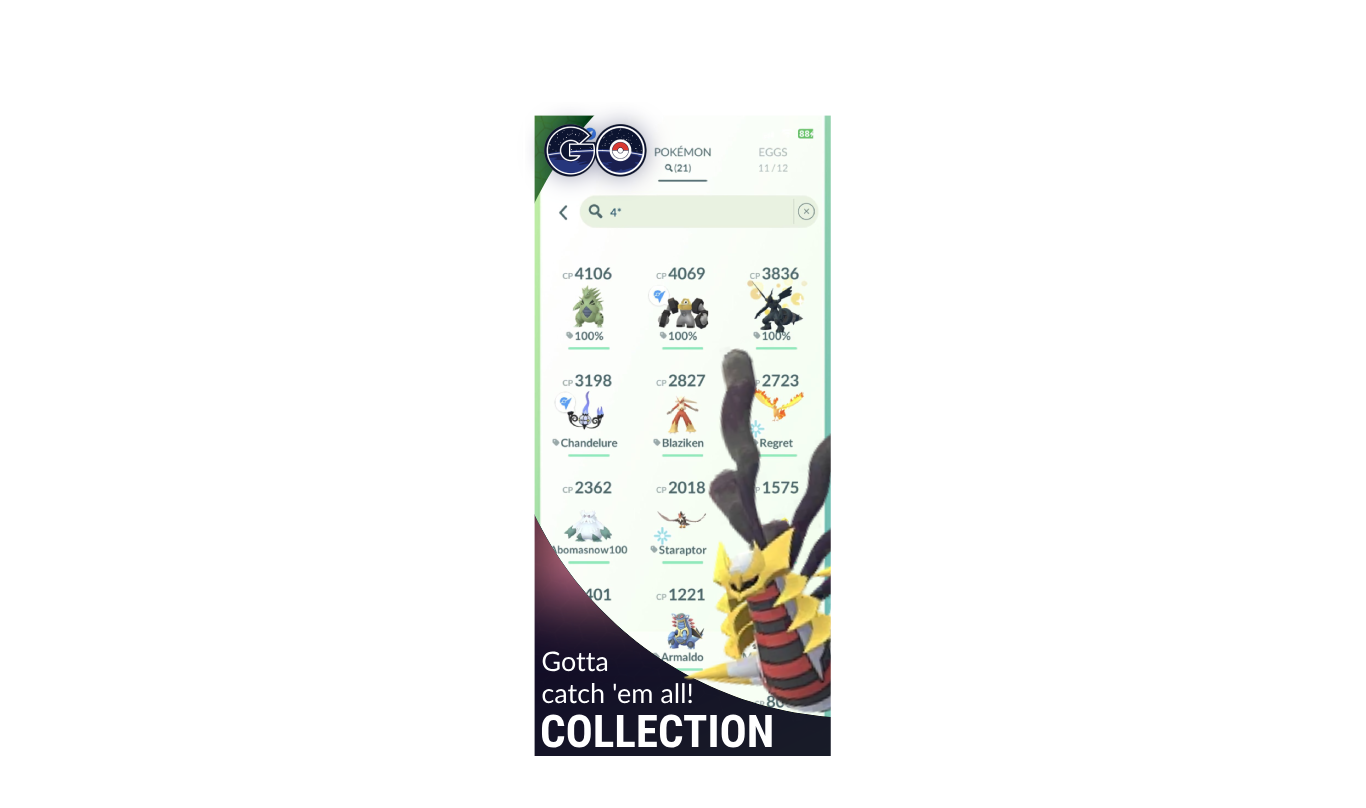 GO
88
POKÉMON EGGS
(21) 11 / 12
4*
CP 4106 CP 4069 CP 3836
100% 100% 100%
CP 3198 CP 2827 CP 2723
Chandelure Blaziken Regret
CP 2362 CP 2018 CP 1575
Abomasnow100 Staraptor
401 CP 1221
Armaldo
CP 80
Gotta
catch 'em all!
COLLECTION